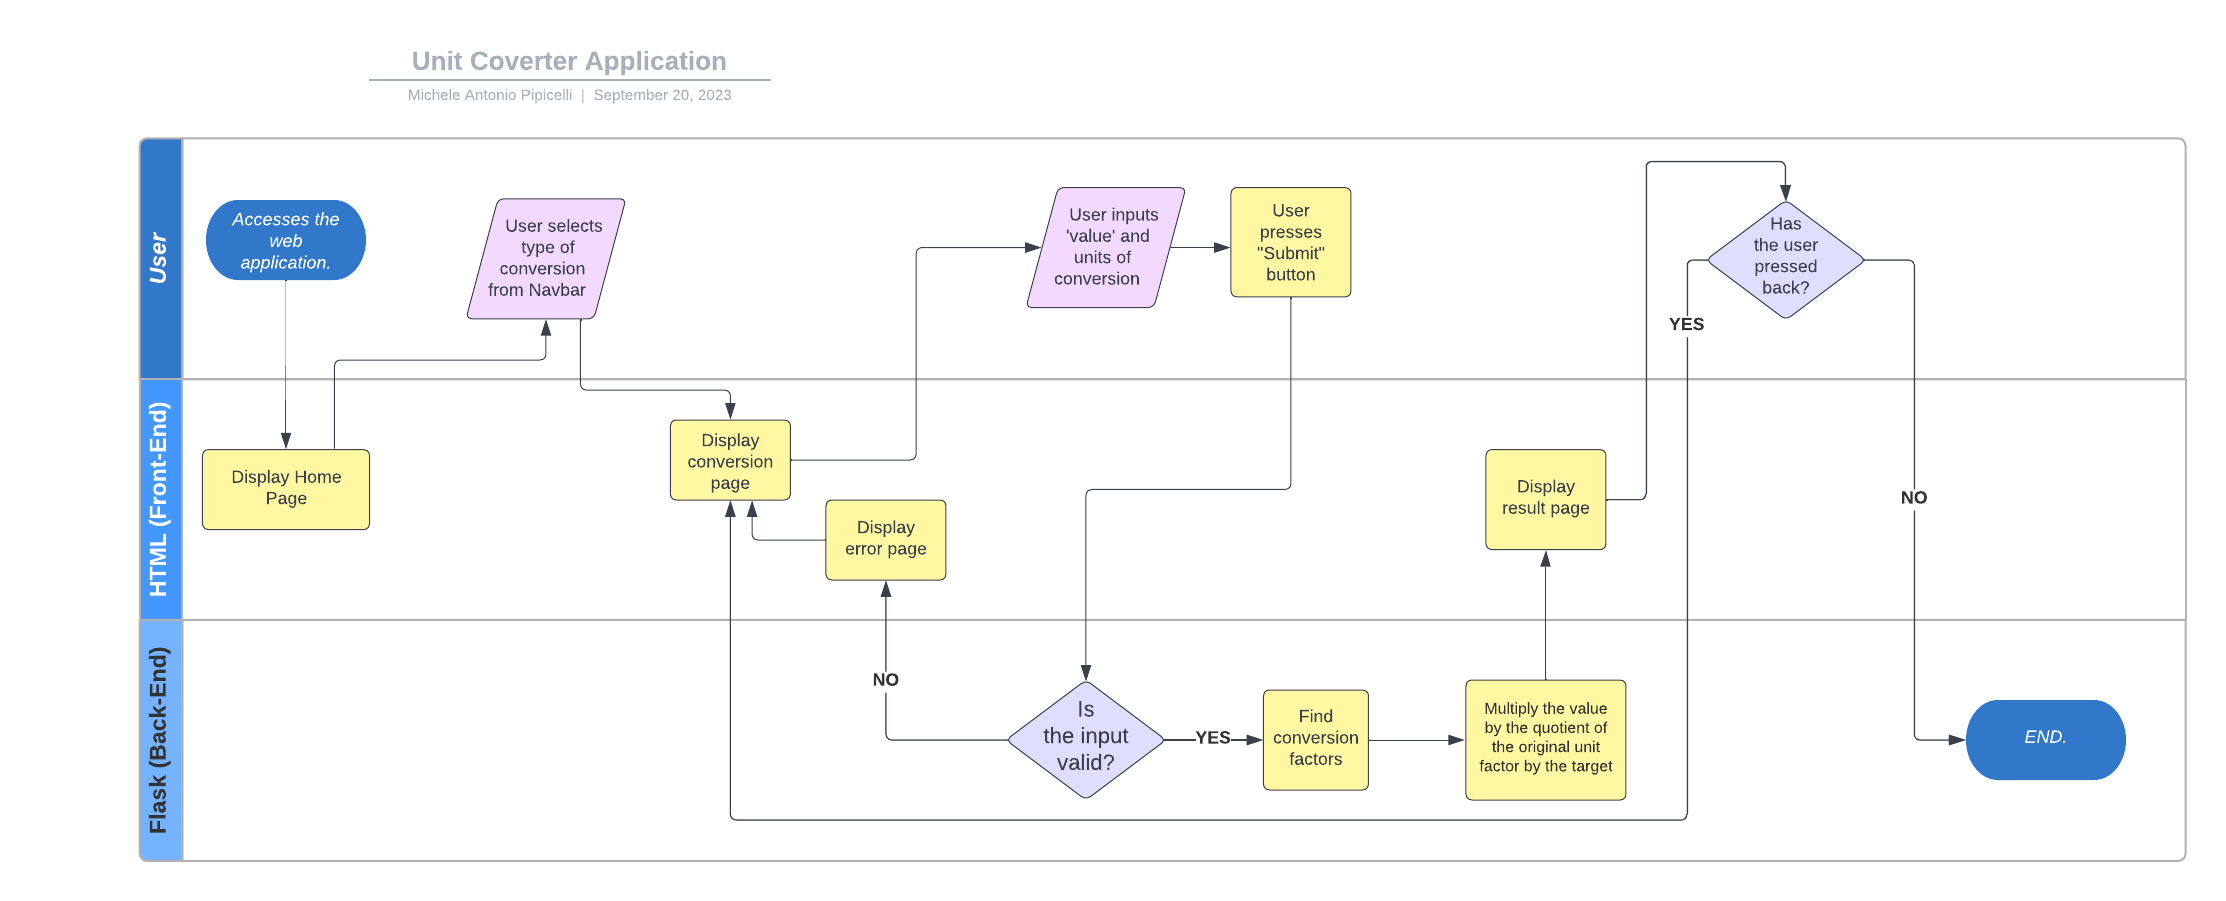 Unit Coverter Application
Michele Antonio Pipicelli | September 20, 2023
User
Accesses the
web
application.
User selects
type of
conversion
from Navbar
User inputs
'value' and
units of
conversion
User
presses
"Submit"
button
Has
the user
pressed
back?
YES
NO
HTML (Front-End)
Display Home
Page
Display
conversion
page
Display
error page
Display
result page
Flask (Back-End)
NO
Is
the input
valid?
YES
Find
conversion
factors
Multiply the value
by the quotient of
the original unit
factor by the target
END.